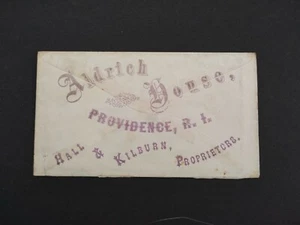 Aldrich House,
PROVIDENCE, R. I.
HALL & KILBURN, PROPRIETORS.